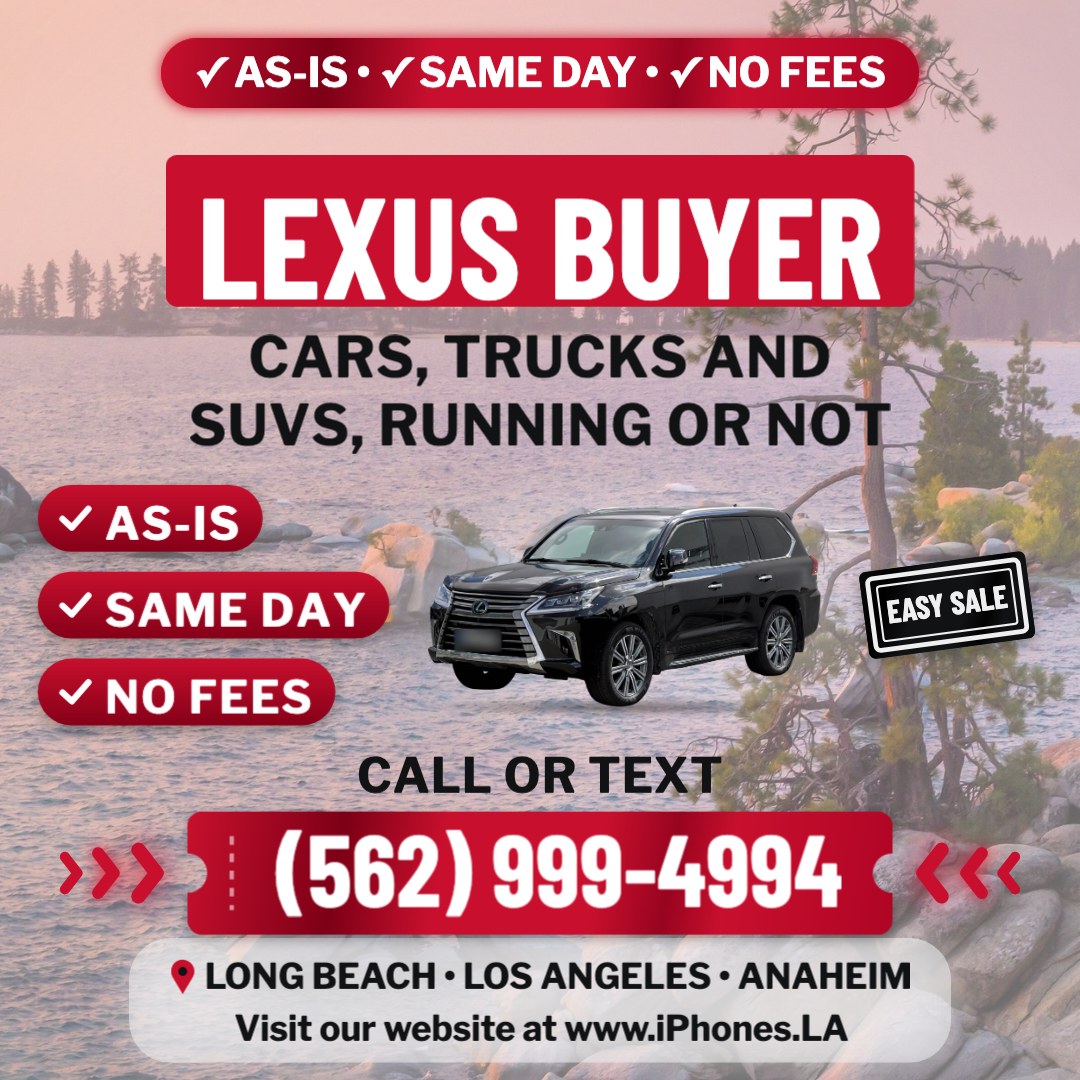 ✓AS-IS • ✓SAME DAY • ✓NO FEES
LEXUS BUYER
CARS, TRUCKS AND
SUVS, RUNNING OR NOT
✓ AS-IS
✓ SAME DAY
✓ NO FEES
EASY SALE
CALL OR TEXT
(562) 999-4994
LONG BEACH • LOS ANGELES • ANAHEIM
Visit our website at www.iPhones.LA